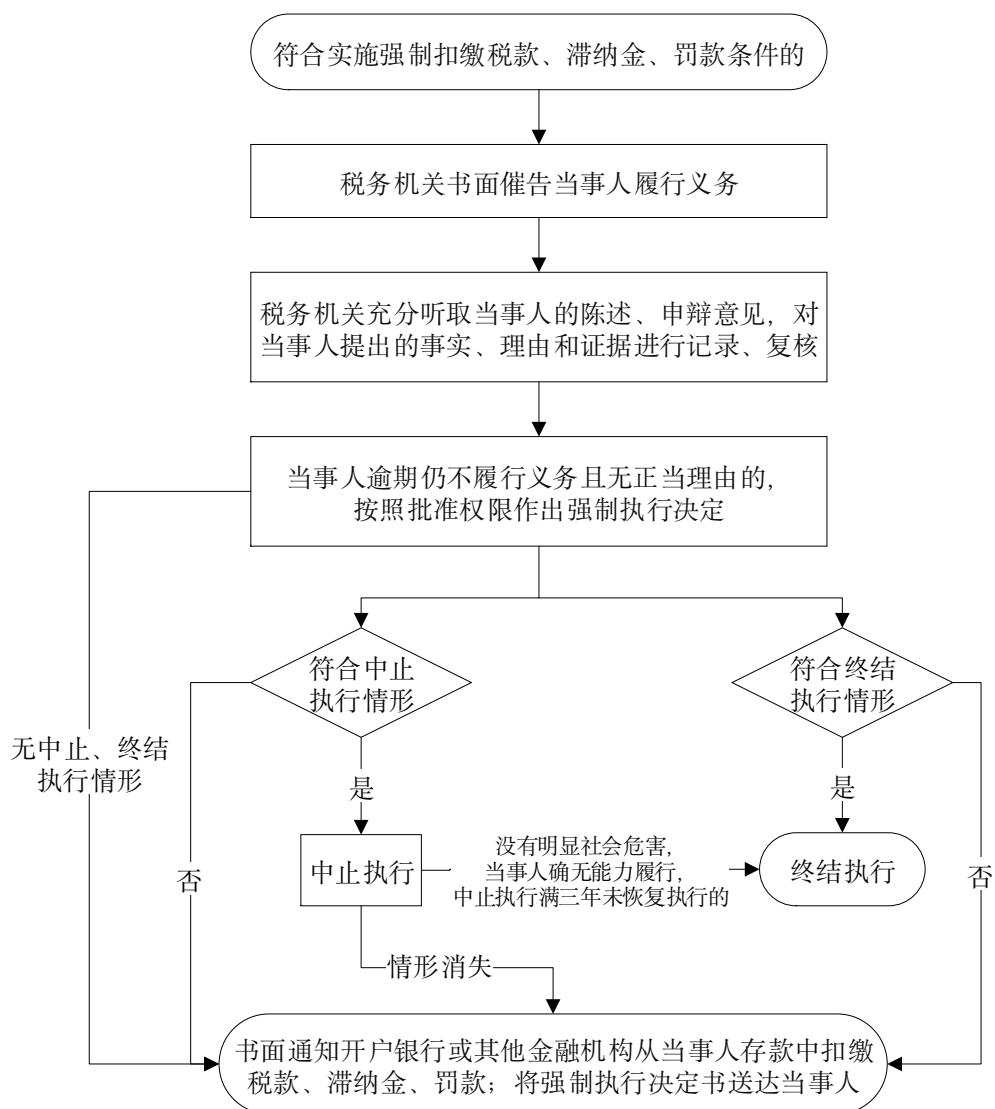 符合实施强制扣缴税款、滞纳金、罚款条件的
税务机关书面催告当事人履行义务
税务机关充分听取当事人的陈述、申辩意见，对
当事人提出的事实、理由和证据进行记录、复核
当事人逾期仍不履行义务且无正当理由的，
按照批准权限作出强制执行决定
符合中止
执行情形
符合终结
执行情形
无中止、终结
执行情形
是
是
否
中止执行
没有明显社会危害，
当事人确无能力履行，
中止执行满三年未恢复执行的
终结执行
否
情形消失
书面通知开户银行或其他金融机构从当事人存款中扣缴
税款、滞纳金、罚款；将强制执行决定书送达当事人